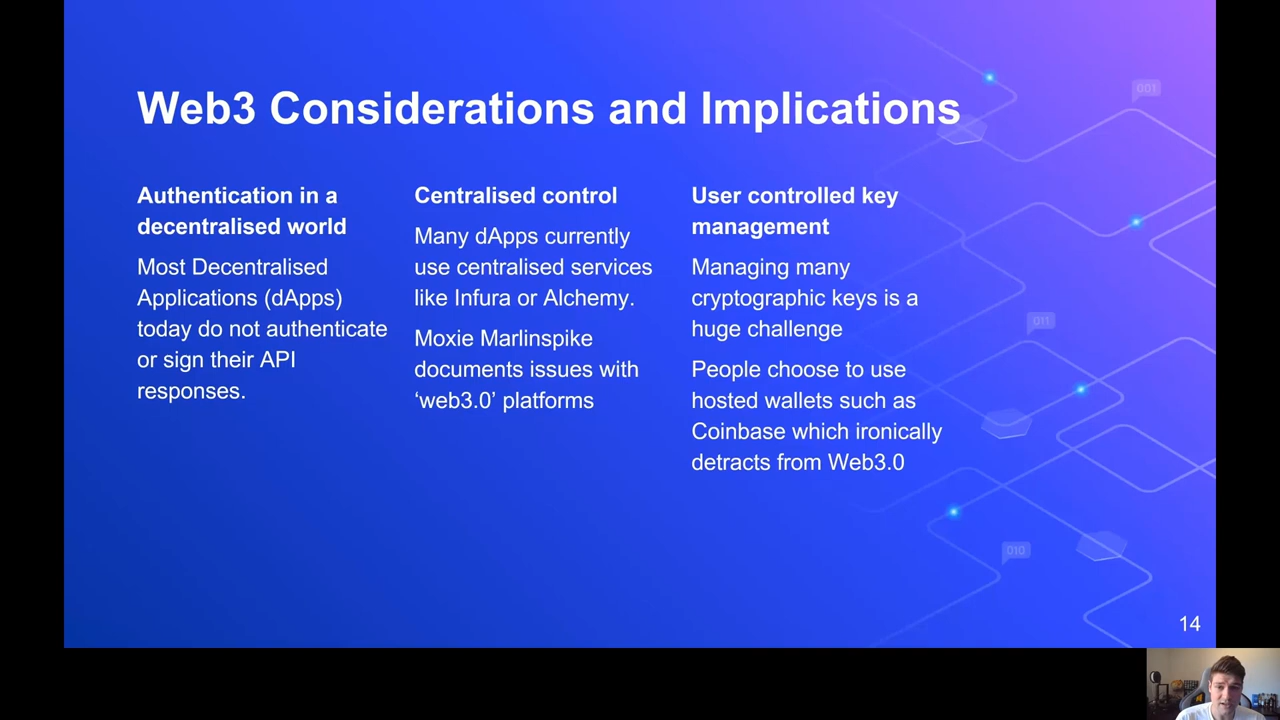 Web3 Considerations and Implications
Authentication in a
decentralised world
Most Decentralised
Applications (dApps)
today do not authenticate
or sign their API
responses.
Centralised control
Many dApps currently
use centralised services
like Infura or Alchemy.
Moxie Marlinspike
documents issues with
‘web3.0’ platforms
User controlled key
management
Managing many
cryptographic keys is a
huge challenge
People choose to use
hosted wallets such as
Coinbase which ironically
detracts from Web3.0
001
011
010
14